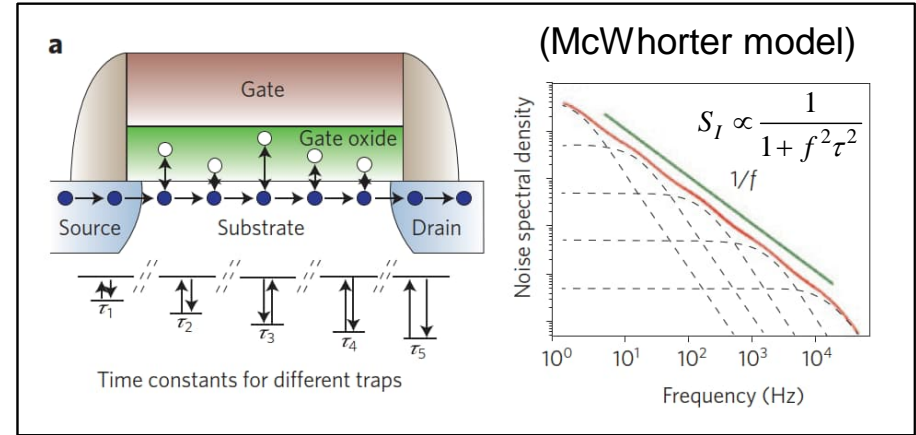 a
(McWhorter model)
Gate
Gate oxide
Source
Substrate
Drain
τ₁
τ₂
τ₃
τ₄
τ₅
Time constants for different traps
Noise spectral density
S_I ∝ 1 / (1 + f²τ²)
1/f
10⁰ 10¹ 10² 10³ 10⁴
Frequency (Hz)